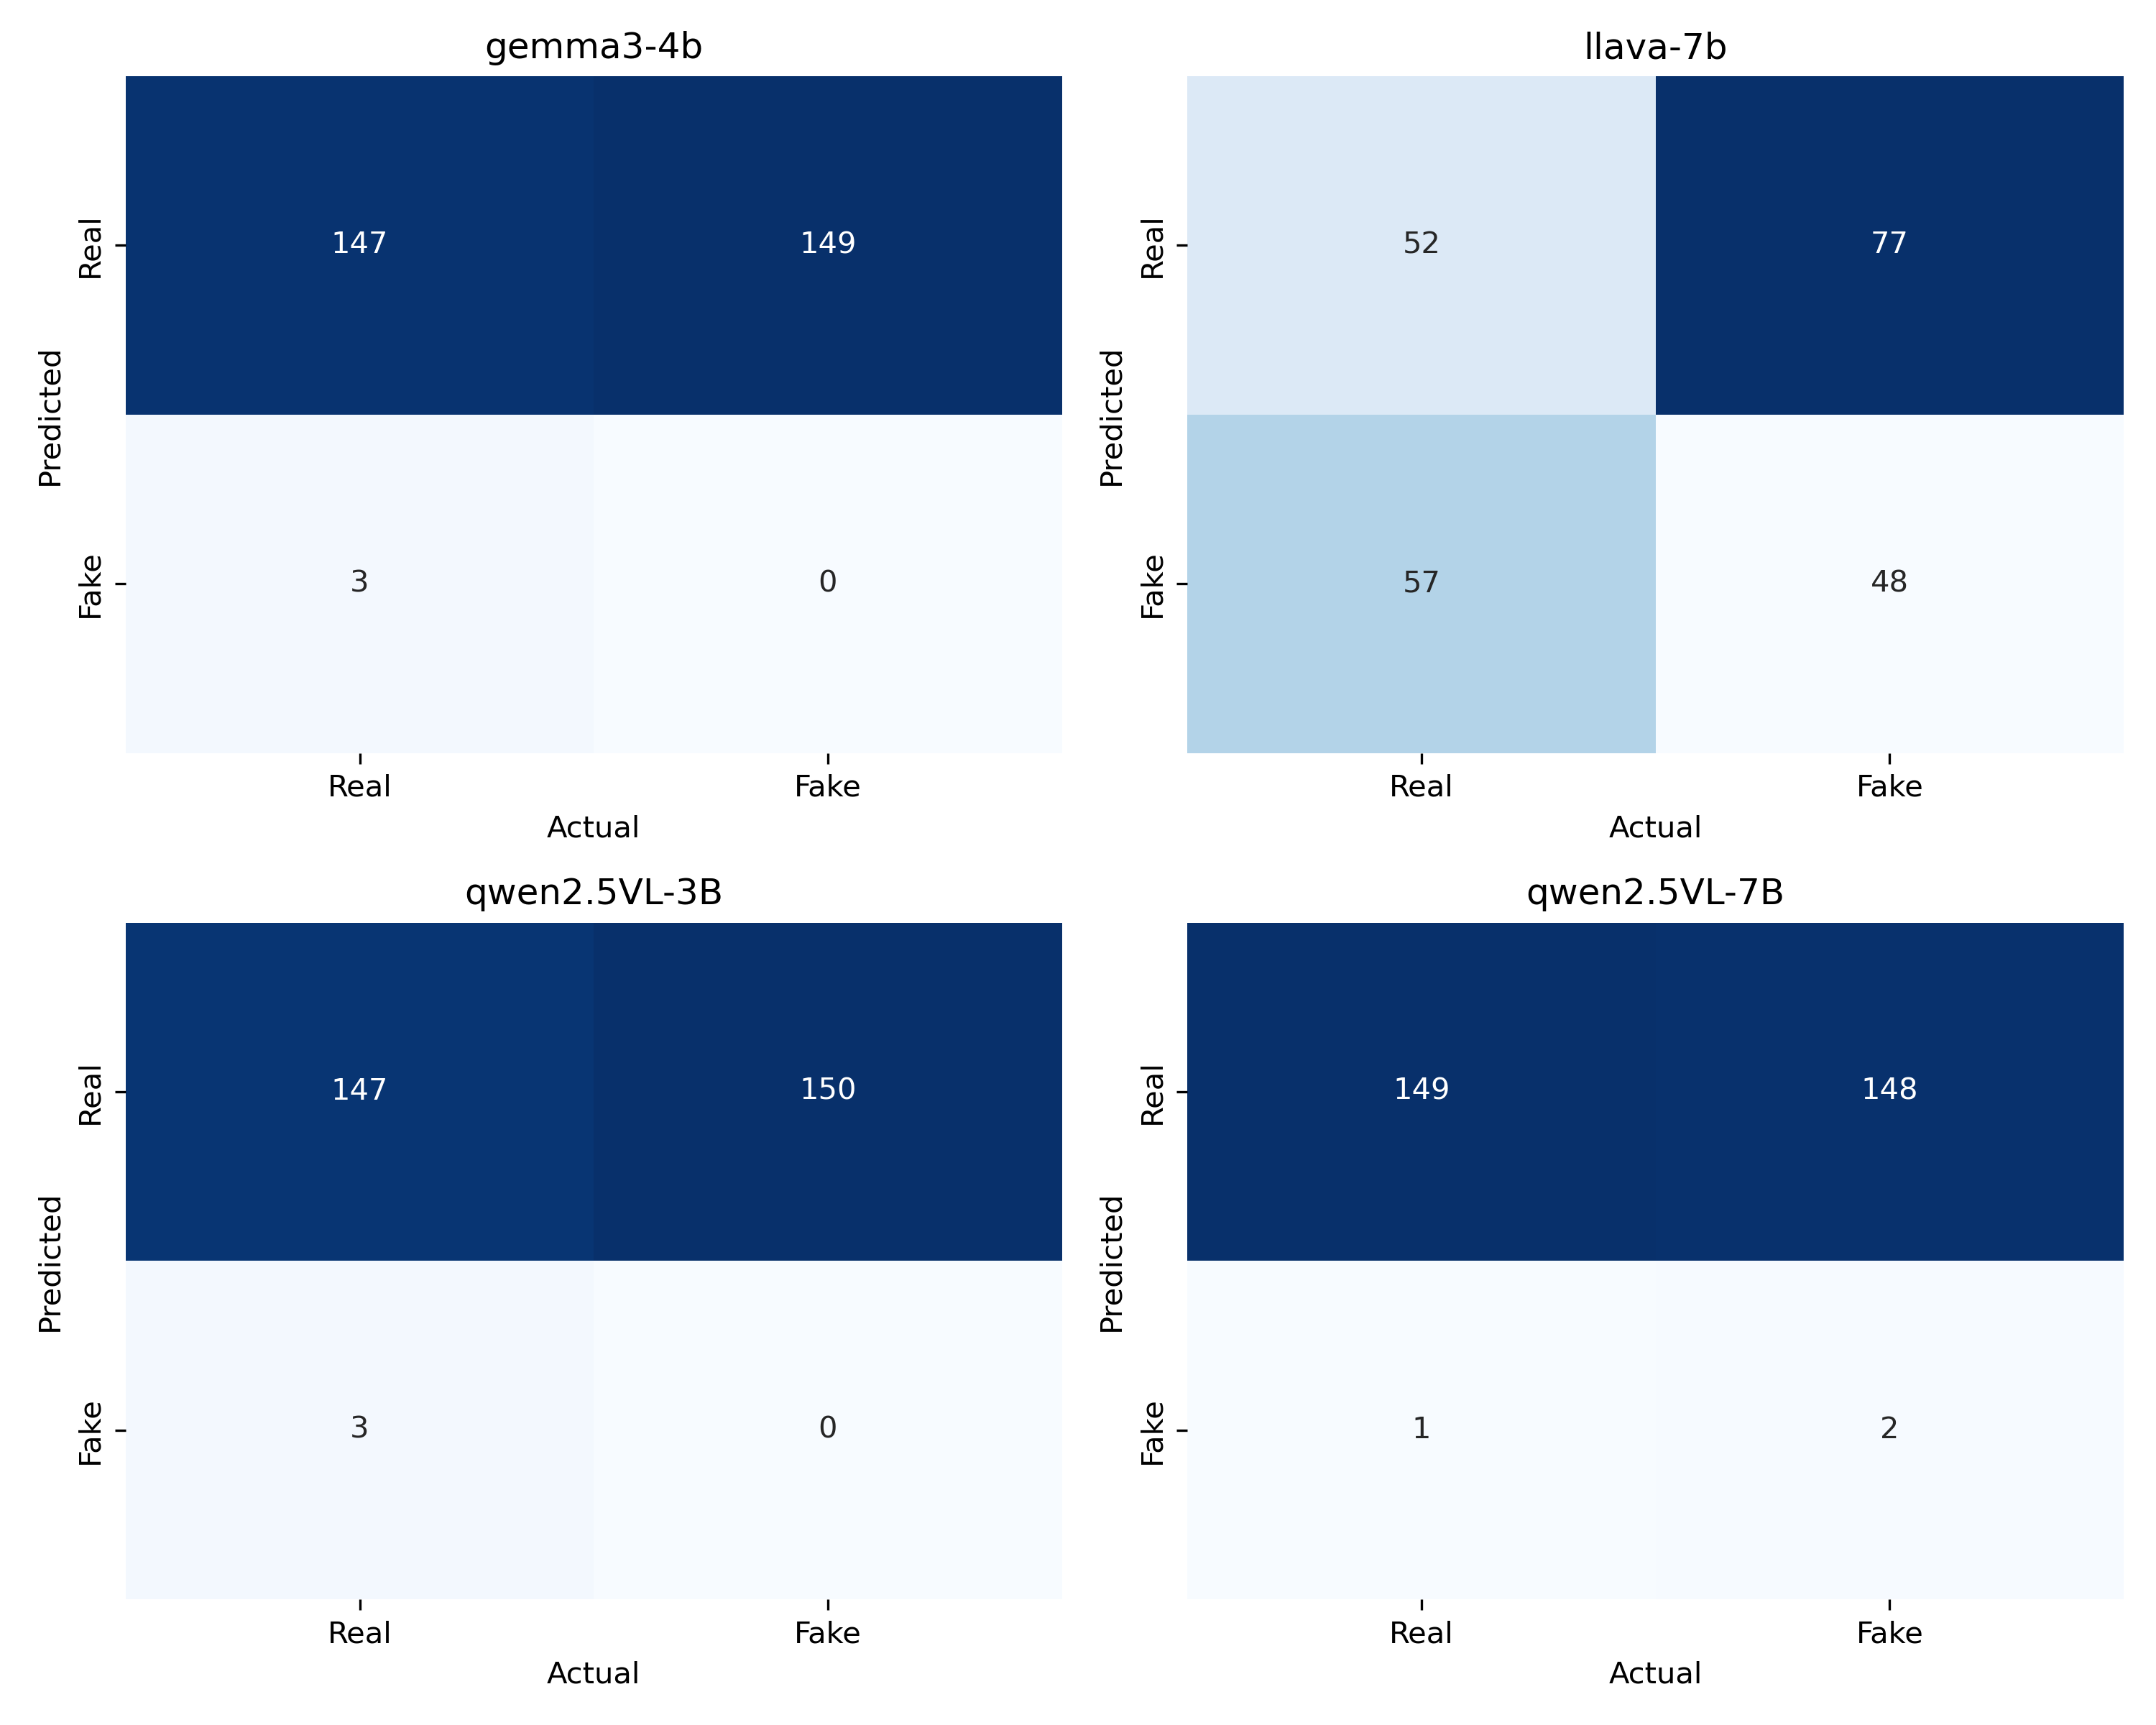 gemma3-4b
Predicted
Real
147
149
Fake
3
0
Real
Fake
Actual
llava-7b
Predicted
Real
52
77
Fake
57
48
Real
Fake
Actual
qwen2.5VL-3B
Predicted
Real
147
150
Fake
3
0
Real
Fake
Actual
qwen2.5VL-7B
Predicted
Real
149
148
Fake
1
2
Real
Fake
Actual